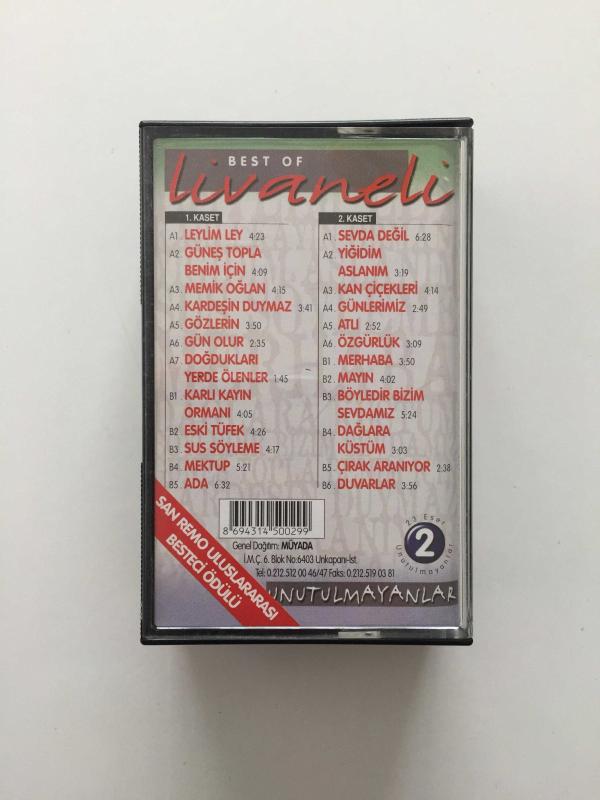 BEST OF
livaneli
1. KASET
A1. LEYLİM LEY 4:23
A2. GÜNEŞ TOPLA
BENİM İÇİN 4:09
A3. MEMİK OĞLAN 4:15
A4. KARDEŞİN DUYMAZ 3:41
A5. GÖZLERİN 3:50
A6. GÜN OLUR 2:35
A7. DOĞDUKLARI
YERDE ÖLENLER 1:45
B1. KARLI KAYIN
ORMANI 4:05
B2. ESKİ TÜFEK 4:26
B3. SUS SÖYLEME 4:17
B4. MEKTUP 5:21
B5. ADA 6:32
2. KASET
A1. SEVDA DEĞİL 6:28
A2. YİĞİDİM
ASLANIM 3:19
A3. KAN ÇİÇEKLERİ 4:14
A4. GÜNLERİMİZ 2:49
A5. ATLI 2:52
A6. ÖZGÜRLÜK 3:09
B1. MERHABA 3:50
B2. MAYIN 4:02
B3. BÖYLEDİR BİZİM
SEVDAMIZ 5:24
B4. DAĞLARA
KÜSTÜM 3:03
B5. ÇIRAK ARANIYOR 2:38
B6. DUVARLAR 3:56
SAN REMO ULUSLARARASI
BESTECİ ÖDÜLÜ
8 694314 500299
Genel Dağıtım: MÜYADA
İ.M.Ç. 6. Blok No:6403 Unkapanı-İst.
Tel: 0.212.512 00 46/47 Faks: 0.212.519 03 81
23 Eser
2
Unutulmayanlar
UNUTULMAYANLAR